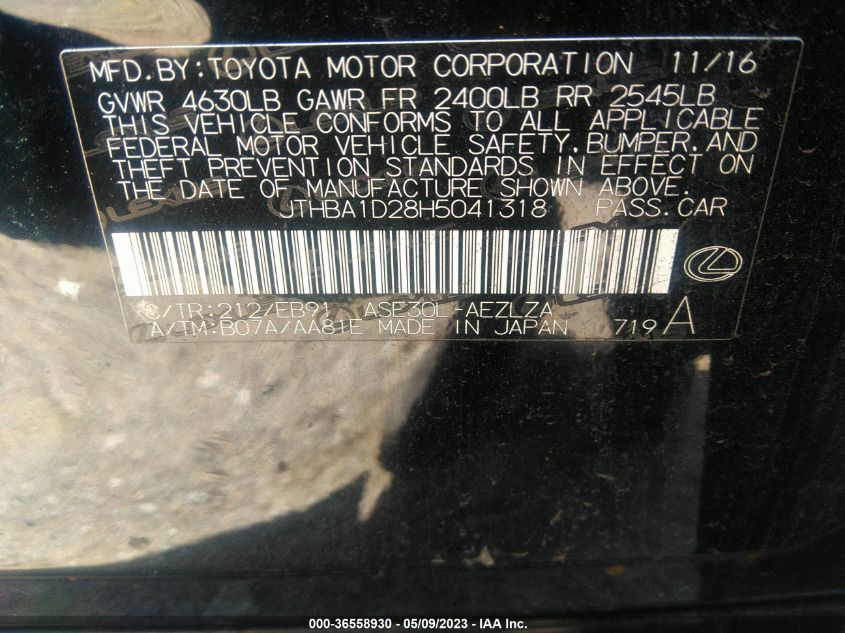 MFD.BY:TOYOTA MOTOR CORPORATION 11/16
GVWR 4630LB GAWR FR 2400LB RR 2545LB
THIS VEHICLE CONFORMS TO ALL APPLICABLE
FEDERAL MOTOR VEHICLE SAFETY,BUMPER,AND
THEFT PREVENTION STANDARDS IN EFFECT ON
THE DATE OF MANUFACTURE SHOWN ABOVE.
JTHBA1D28H5041318 PASS.CAR
C/TR:212/EB91 ASE30L-AEZLZA
A/TM:B07A/AA81E MADE IN JAPAN 719A
000-36558930 - 05/09/2023 - IAA Inc.